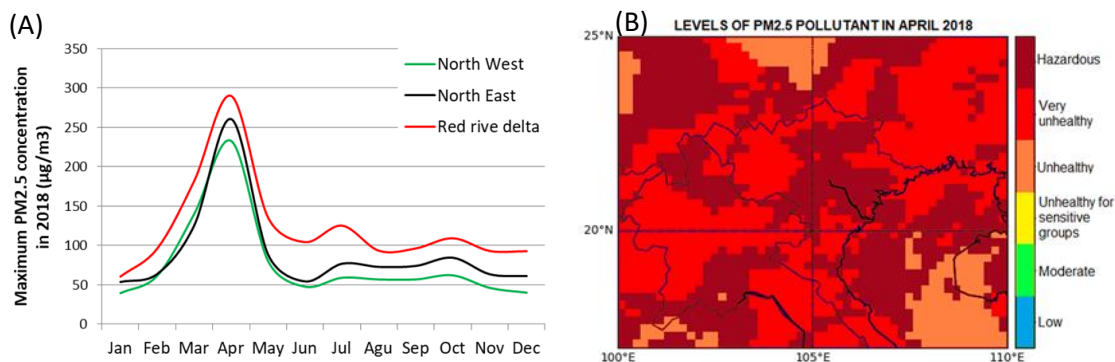 (A)
Maximum PM2.5 concentration
in 2018 (µg/m3)
350
300
250
200
150
100
50
0
North West
North East
Red rive delta
Jan Feb Mar Apr May Jun Jul Agu Sep Oct Nov Dec
(B)
LEVELS OF PM2.5 POLLUTANT IN APRIL 2018
25°N
20°N
100°E 105°E 110°E
Hazardous
Very
unhealthy
Unhealthy
Unhealthy for
sensitive
groups
Moderate
Low